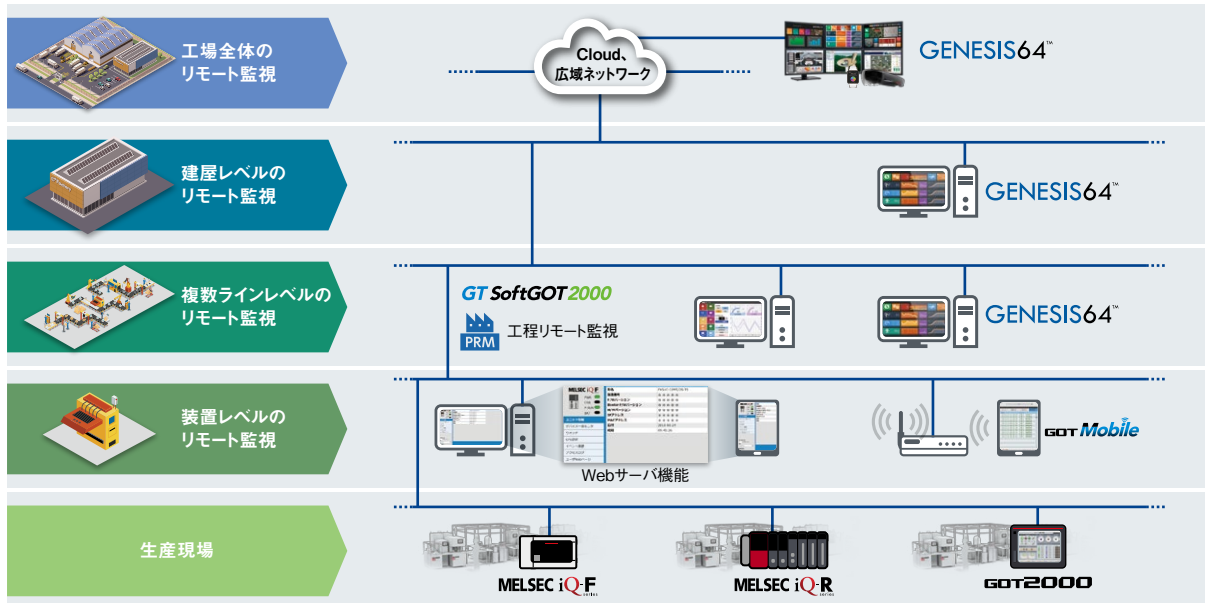 工場全体の
リモート監視
Cloud、
広域ネットワーク
GENESIS64™
建屋レベルの
リモート監視
GENESIS64™
複数ラインレベルの
リモート監視
GT SoftGOT2000
PRM 工程リモート監視
GENESIS64™
装置レベルの
リモート監視
MELSEC iQ-F
Webサーバ機能
GOT Mobile
生産現場
MELSEC iQ-F series
MELSEC iQ-R series
GOT2000